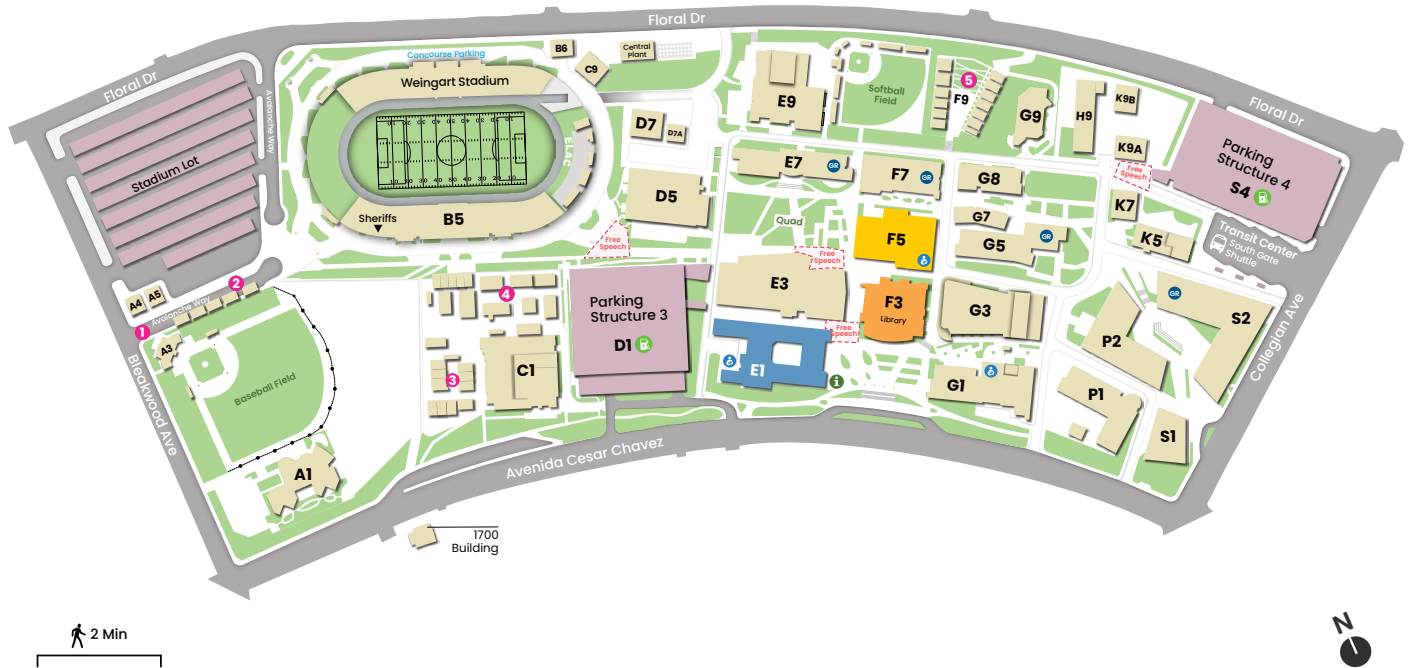 Floral Dr
Floral Dr
Floral Dr
Avalanche Way
Stadium Lot
Concourse Parking
Weingart Stadium
B6
C9
Central
Plant
ELAC
Sheriffs
B5
D7
D7A
D5
E9
Softball
Field
5
F9
G9
H9
K9B
K9A
Free
Speech
Parking
Structure 4
S4
E7
GR
F7
GR
G8
G7
G5
GR
K7
K5
Transit Center
South Gate
Shuttle
Quad
F5
Free
Speech
Free
Speech
A4
A5
2
Avalanche Way
1
A3
Baseball Field
A1
Bleakwood Ave
4
3
C1
Parking
Structure 3
D1
E3
F3
Library
Free
Speech
E1
i
G3
G1
P2
P1
GR
S2
S1
Collegian Ave
Avenida Cesar Chavez
1700
Building
2 Min
N